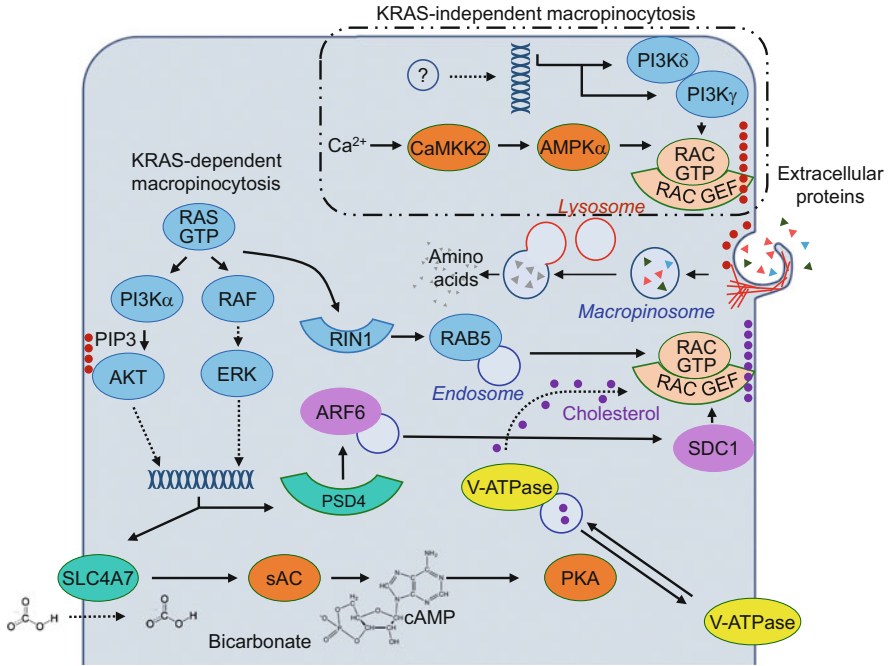 KRAS-independent macropinocytosis
PI3Kδ
?
PI3Kγ
Ca²⁺
CaMKK2
AMPKα
RAC
GTP
RAC GEF
KRAS-dependent
macropinocytosis
Extracellular
proteins
Lysosome
RAS
GTP
Amino
acids
PI3Kα
RAF
Macropinosome
PIP3
RIN1
RAB5
RAC
GTP
RAC GEF
AKT
ERK
Endosome
ARF6
Cholesterol
SDC1
V-ATPase
PSD4
SLC4A7
sAC
NH₂
N
N
N
N
cAMP
PKA
O
O⁻
O
H
O
O⁻
O
H
Bicarbonate
O
O
O
P
O⁻
O
OH
V-ATPase